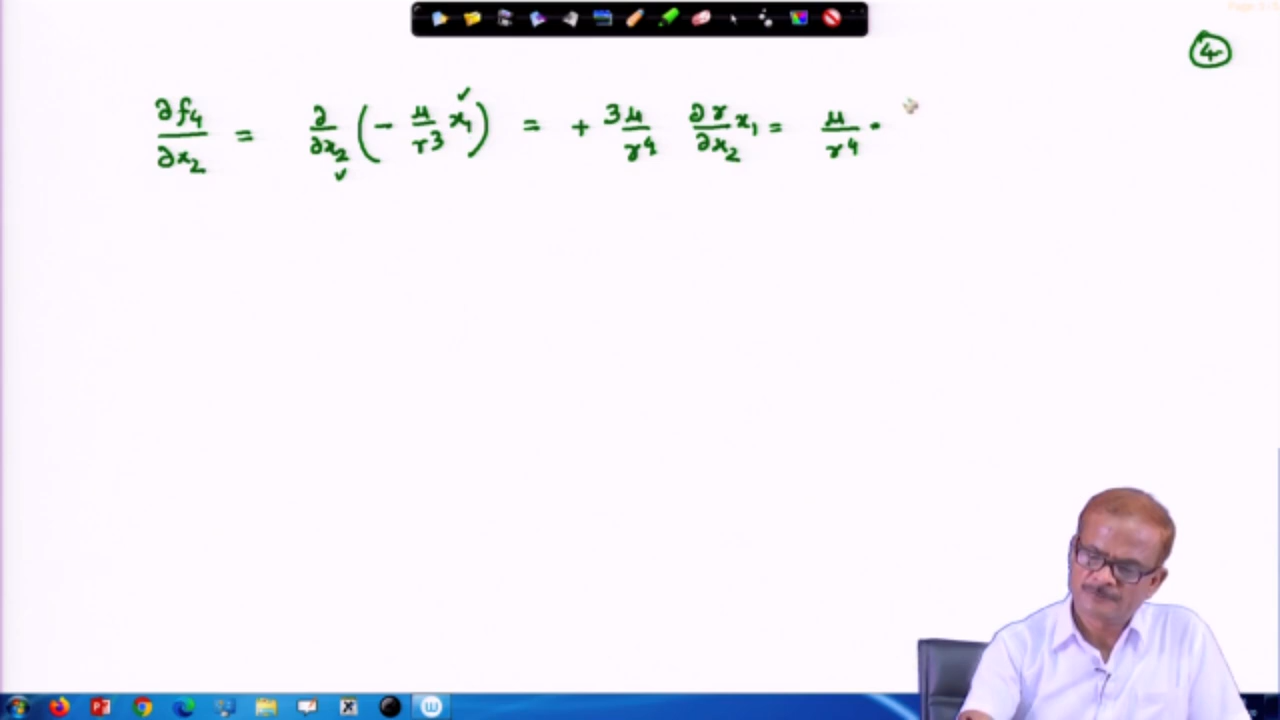 ④
∂f₄/∂x₂ = ∂/∂x₂ (− μ/r³ x₁) = + 3μ/r⁴ ∂r/∂x₂ x₁ = μ/r⁴ ·